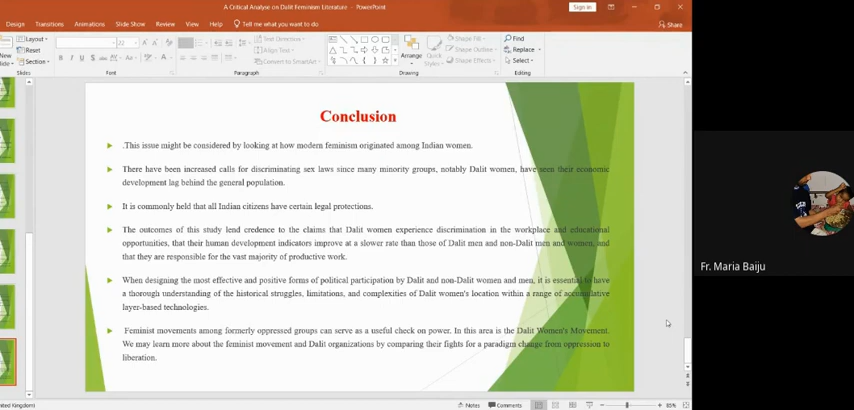 A Critical Analyse on Dalit Feminism Literature - PowerPoint
Sign in
Design Transitions Animations Slide Show Review View Help Tell me what you want to do
Share
New
Layout
Reset
Section
Slides
22
Font
Paragraph
Text Direction
Align Text
Convert to SmartArt
Arrange
Quick
Styles
Shape Fill
Shape Outline
Shape Effects
Drawing
Find
Replace
Select
Editing
Conclusion
.This issue might be considered by looking at how modern feminism originated among Indian women.
There have been increased calls for discriminating sex laws since many minority groups, notably Dalit women, have seen their economic
development lag behind the general population.
It is commonly held that all Indian citizens have certain legal protections.
The outcomes of this study lend credence to the claims that Dalit women experience discrimination in the workplace and educational
opportunities, that their human development indicators improve at a slower rate than those of Dalit men and non-Dalit men and women, and
that they are responsible for the vast majority of productive work.
When designing the most effective and positive forms of political participation by Dalit and non-Dalit women and men, it is essential to have
a thorough understanding of the historical struggles, limitations, and complexities of Dalit women's location within a range of accumulative
layer-based technologies.
Feminist movements among formerly oppressed groups can serve as a useful check on power. In this area is the Dalit Women's Movement.
We may learn more about the feminist movement and Dalit organizations by comparing their fights for a paradigm change from oppression to
liberation.
Fr. Maria Baiju
Notes Comments 85%